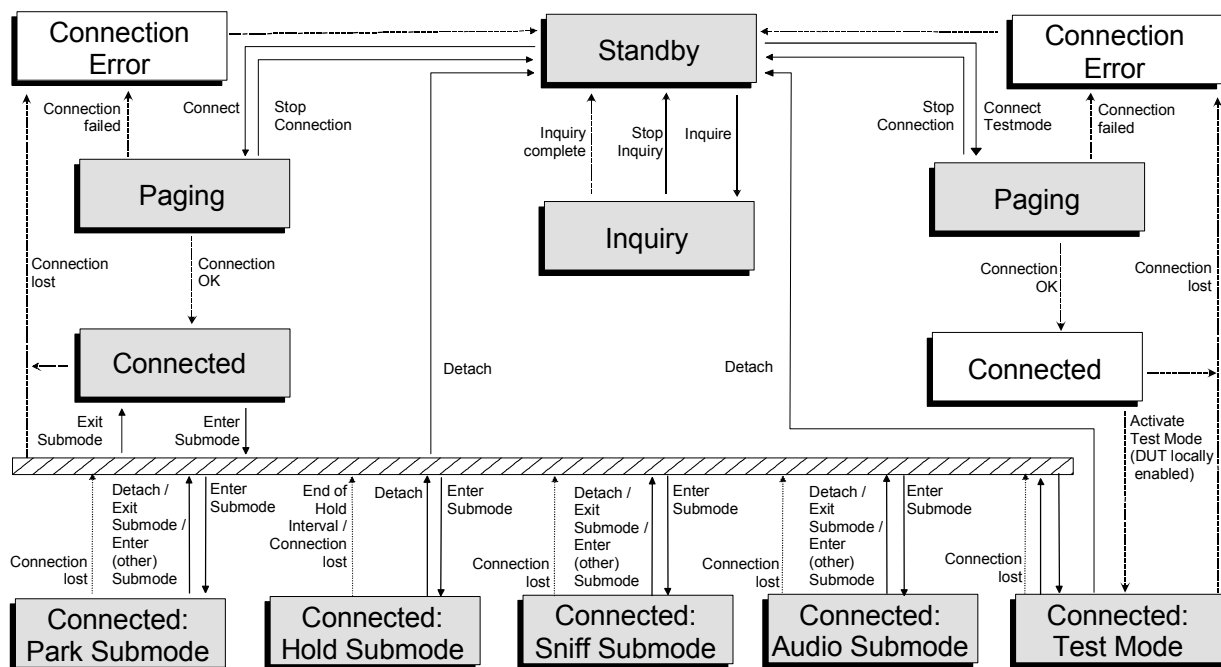 Connection
Error
Standby
Connection
Error
Connection
failed
Connect
Stop
Connection
Inquiry
complete
Stop
Inquiry
Inquire
Stop
Connection
Connect
Testmode
Connection
failed
Paging
Inquiry
Paging
Connection
lost
Connection
OK
Connection
OK
Connection
lost
Connected
Detach
Detach
Connected
Exit
Submode
Enter
Submode
Activate
Test Mode
(DUT locally
enabled)
Connection
lost
Detach /
Exit
Submode /
Enter
(other)
Submode
Enter
Submode
End of
Hold
Interval /
Connection
lost
Detach
Enter
Submode
Connection
lost
Detach /
Exit
Submode /
Enter
(other)
Submode
Enter
Submode
Connection
lost
Detach /
Exit
Submode /
Enter
(other)
Submode
Enter
Submode
Connection
lost
Connected:
Park Submode
Connected:
Hold Submode
Connected:
Sniff Submode
Connected:
Audio Submode
Connected:
Test Mode